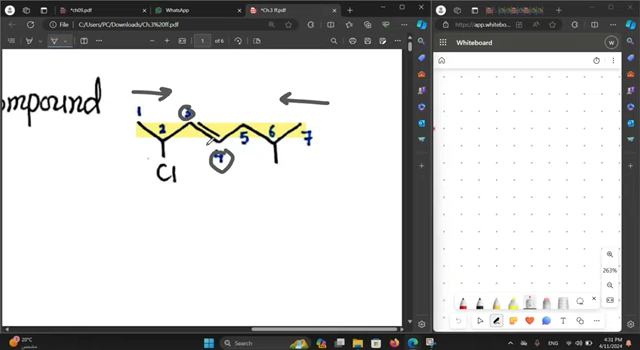 *ch09.pdf
WhatsApp
*Ch.3 ff.pdf
File
C:/Users/PC/Downloads/Ch.3%20ff.pdf
1 of 6
ompound
1
2
3
4
5
6
7
Cl
https://app.whitebo...
Whiteboard
W
263%
20°C
Search
ENG
4:31 PM
4/11/2024